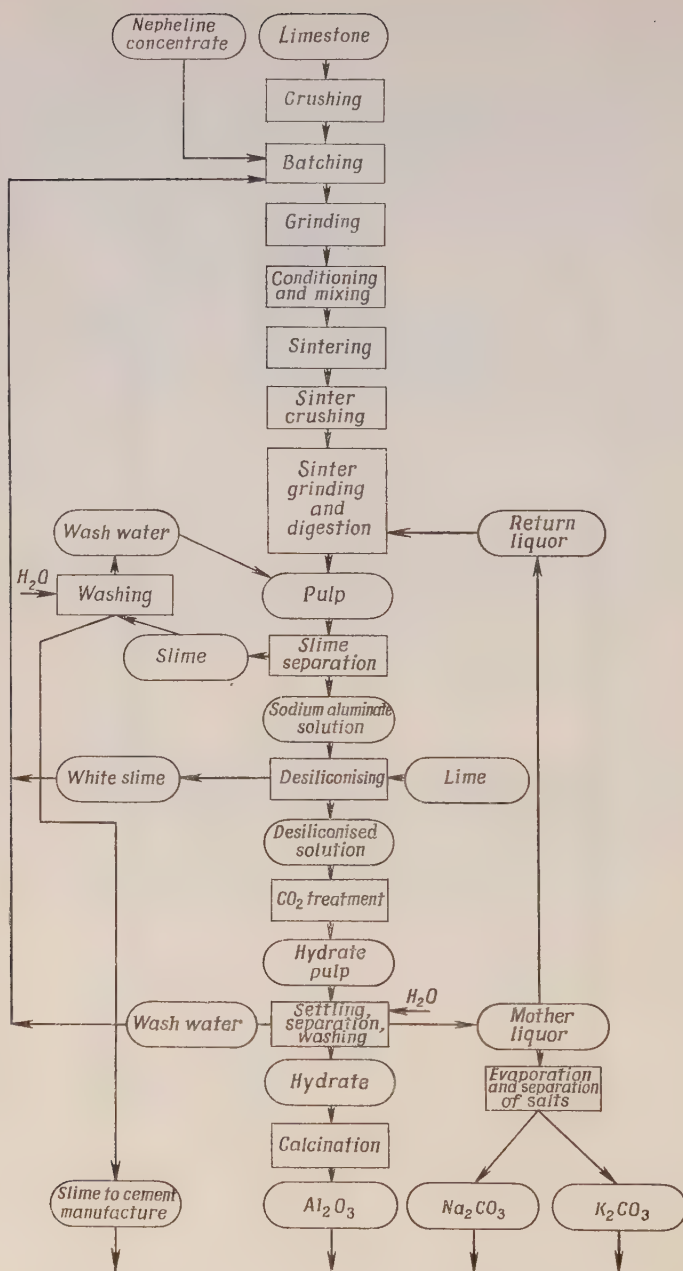 Nepheline
concentrate
Limestone
Crushing
Batching
Grinding
Conditioning
and mixing
Sintering
Sinter
crushing
Sinter
grinding
and
digestion
Return
liquor
Wash water
H₂O
Washing
Pulp
Slime
Slime
separation
Sodium aluminate
solution
White slime
Desiliconising
Lime
Desiliconised
solution
CO₂ treatment
Hydrate
pulp
H₂O
Wash water
Settling,
separation,
washing
Mother
liquor
Hydrate
Evaporation
and separation
of salts
Calcination
Slime to cement
manufacture
Al₂O₃
Na₂CO₃
K₂CO₃